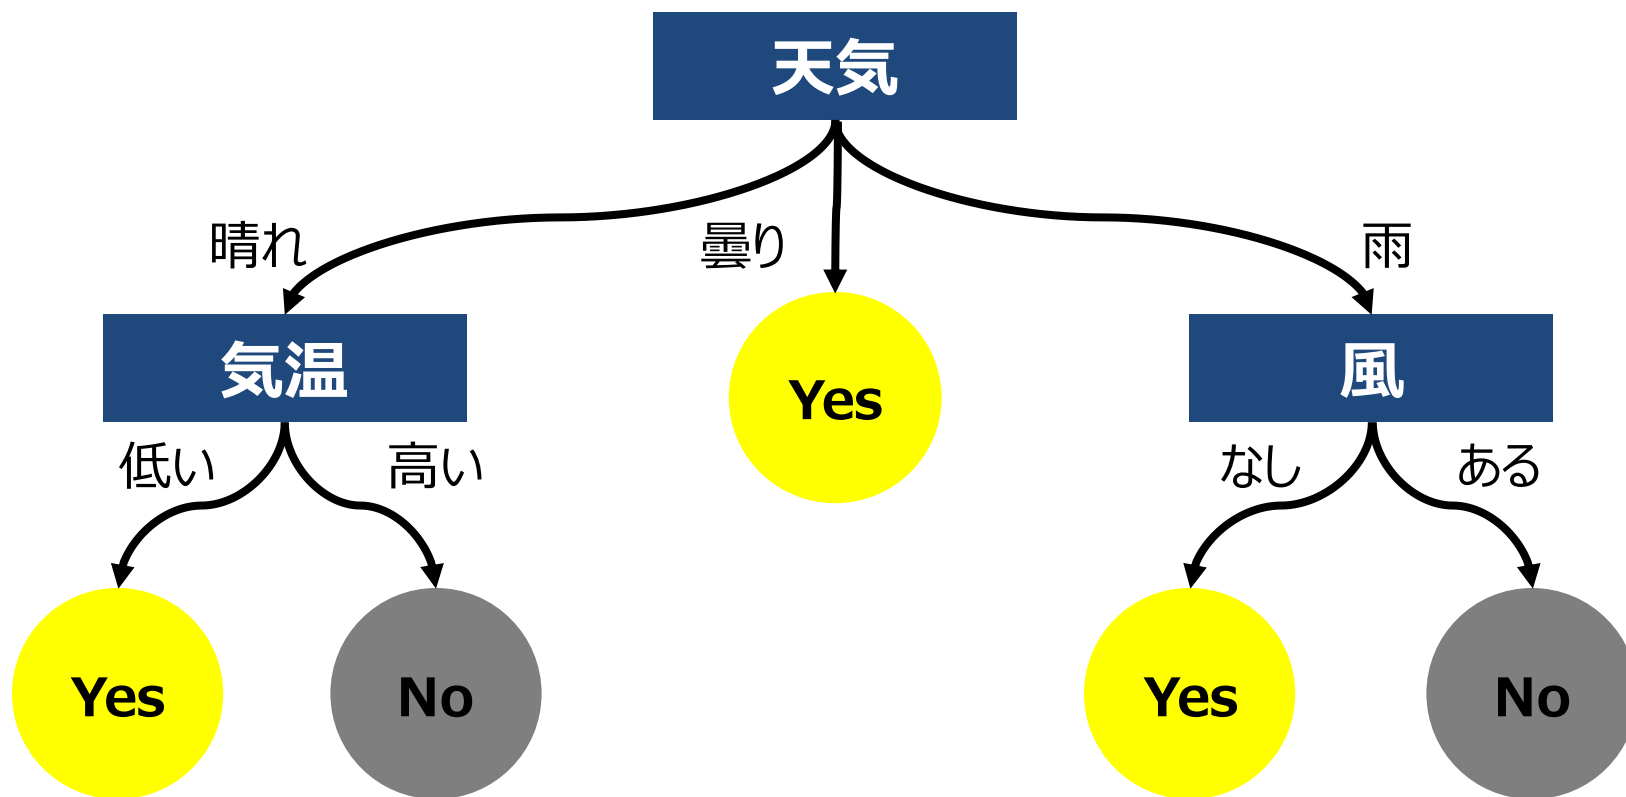 天気
晴れ
曇り
雨
気温
Yes
風
低い
高い
なし
ある
Yes
No
Yes
No